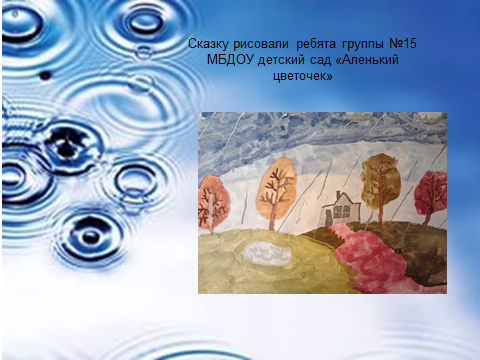 Сказку рисовали ребята группы №15
МБДОУ детский сад «Аленький
цветочек»